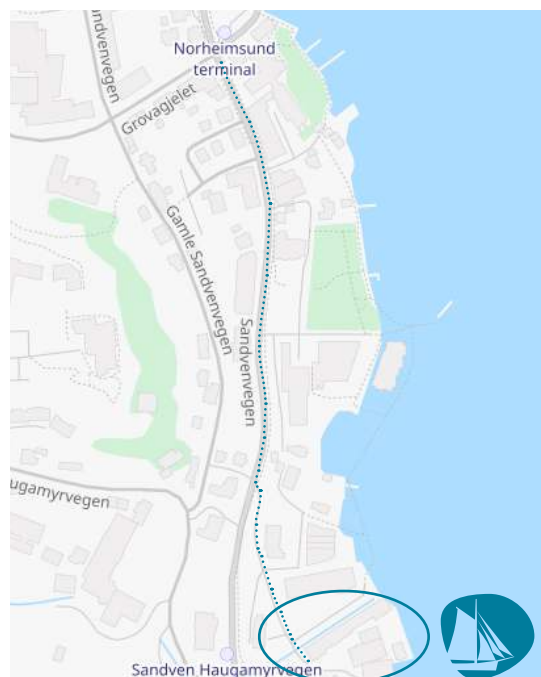 Sandvenvegen
Norheimsund
terminal
Grovagjelet
Gamle Sandvenvegen
Sandvenvegen
ugamyrvegen
Sandven Haugamyrvegen